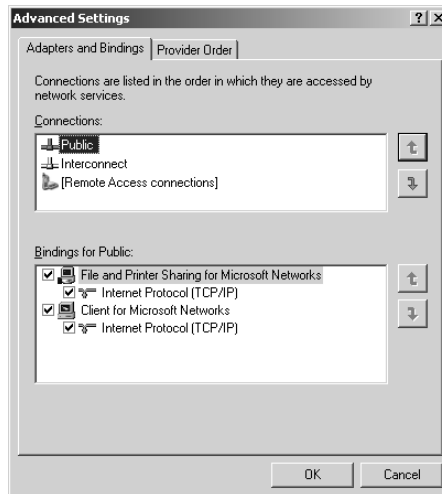 Advanced Settings
Adapters and Bindings
Provider Order
Connections are listed in the order in which they are accessed by
network services.
Connections:
Public
Interconnect
[Remote Access connections]
Bindings for Public:
File and Printer Sharing for Microsoft Networks
Internet Protocol (TCP/IP)
Client for Microsoft Networks
Internet Protocol (TCP/IP)
OK
Cancel